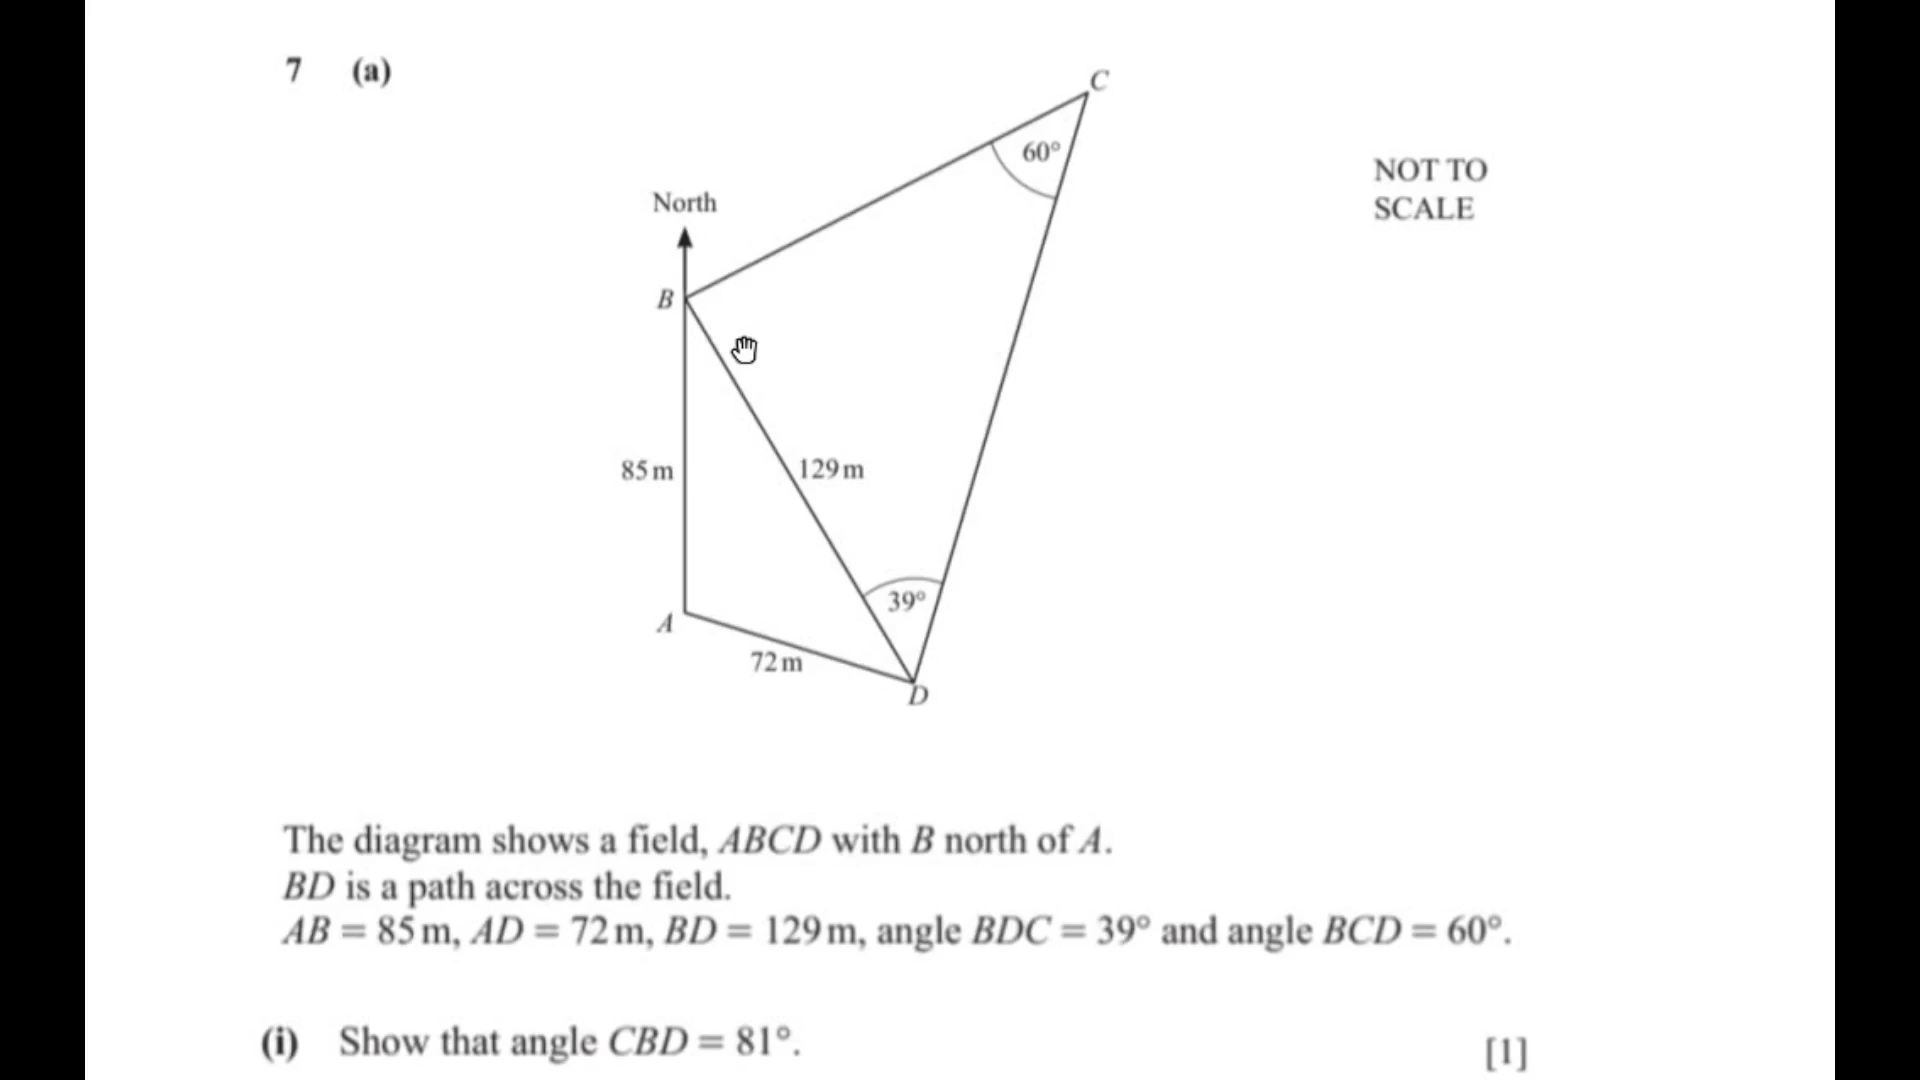 7 (a)
C
60°
NOT TO
SCALE
North
B
85 m
129 m
39°
A
72 m
D
The diagram shows a field, ABCD with B north of A.
BD is a path across the field.
AB = 85 m, AD = 72 m, BD = 129 m, angle BDC = 39° and angle BCD = 60°.
(i) Show that angle CBD = 81°.
[1]